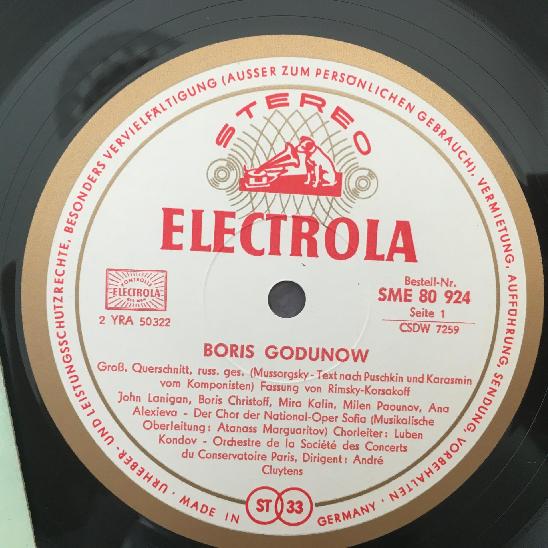 URHEBER- UND LEISTUNGSSCHUTZRECHTE, BESONDERS VERVIELFÄLTIGUNG (AUSSER ZUM PERSÖNLICHEN GEBRAUCH), VERMIETUNG, AUFFÜHRUNG, SENDUNG, VORBEHALTEN ·
STEREO
ELECTROLA
ELECTROLA
2 YRA 50322
Bestell-Nr.
SME 80 924
Seite 1
CSDW 7259
BORIS GODUNOW
Groß. Querschnitt, russ. ges. (Mussorgsky - Text nach Puschkin und Karasmin
vom Komponisten) Fassung von Rimsky-Korsakoff
John Lanigan, Boris Christoff, Mira Kalin, Milen Paounov, Ana
Alexieva - Der Chor der National-Oper Sofia (Musikalische
Oberleitung: Atanass Marguaritov) Chorleiter: Luben
Kondov - Orchestre de la Société des Concerts
du Conservatoire Paris, Dirigent: André
Cluytens
MADE IN GERMANY
ST 33